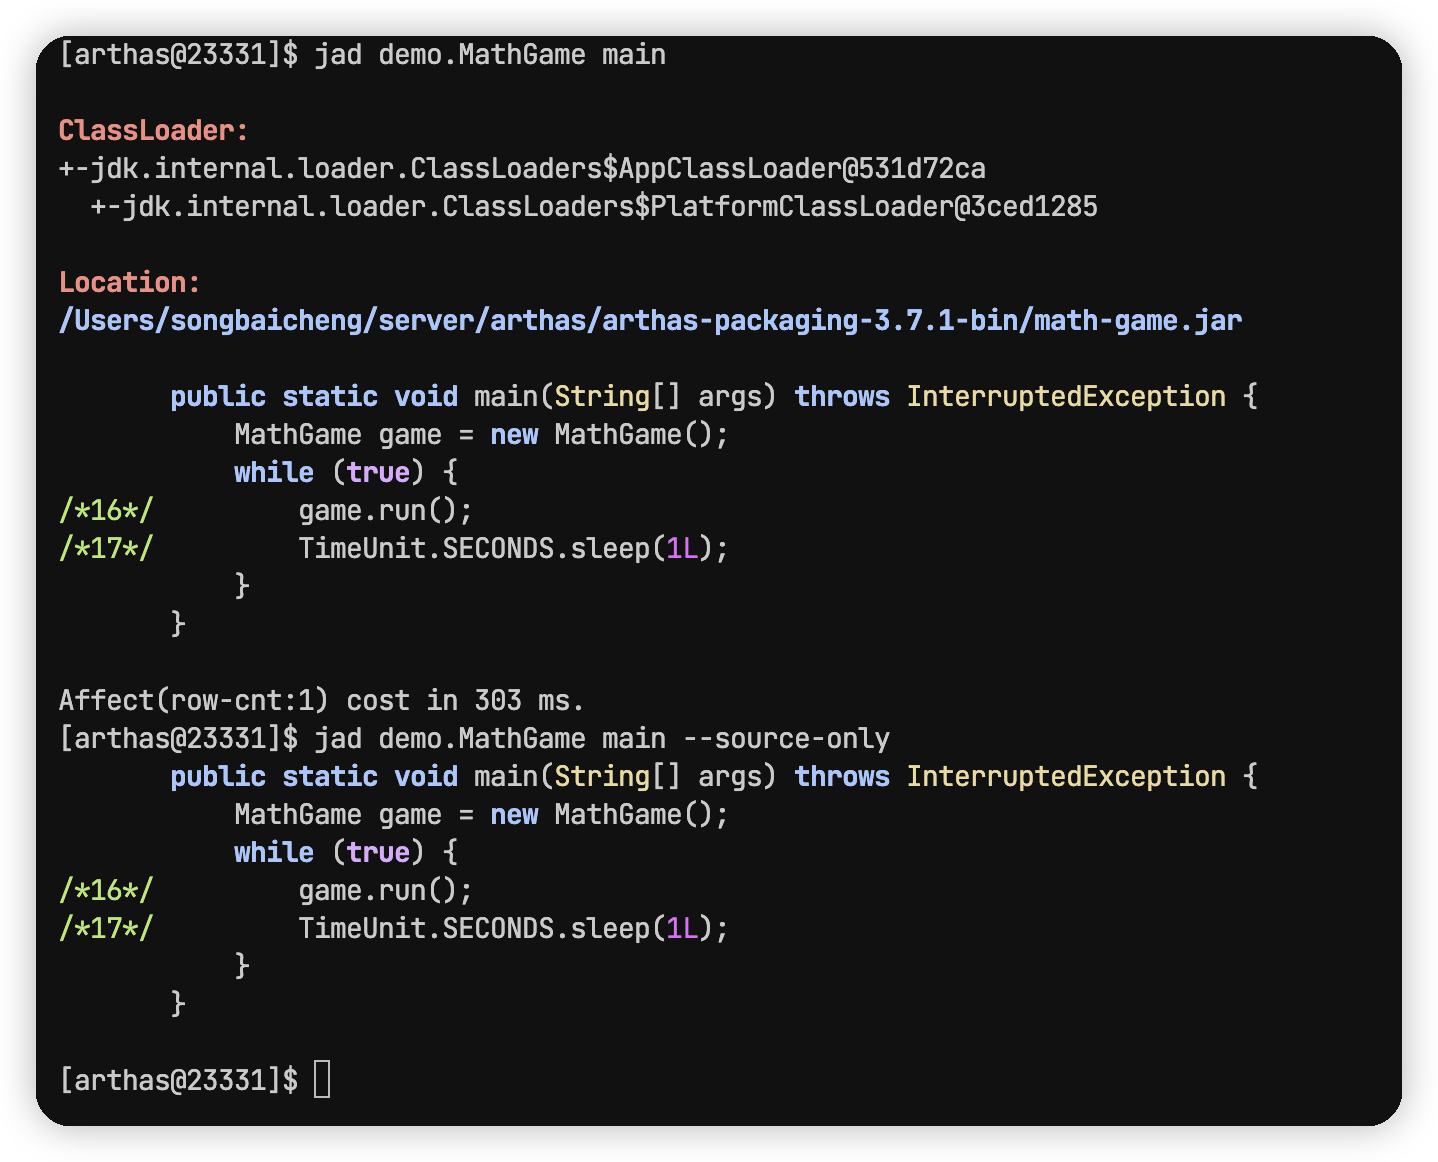 [arthas@23331]$ jad demo.MathGame main

ClassLoader:
+-jdk.internal.loader.ClassLoaders$AppClassLoader@531d72ca
  +-jdk.internal.loader.ClassLoaders$PlatformClassLoader@3ced1285

Location:
/Users/songbaicheng/server/arthas/arthas-packaging-3.7.1-bin/math-game.jar

       public static void main(String[] args) throws InterruptedException {
           MathGame game = new MathGame();
           while (true) {
/*16*/         game.run();
/*17*/         TimeUnit.SECONDS.sleep(1L);
           }
       }

Affect(row-cnt:1) cost in 303 ms.
[arthas@23331]$ jad demo.MathGame main --source-only
       public static void main(String[] args) throws InterruptedException {
           MathGame game = new MathGame();
           while (true) {
/*16*/         game.run();
/*17*/         TimeUnit.SECONDS.sleep(1L);
           }
       }

[arthas@23331]$